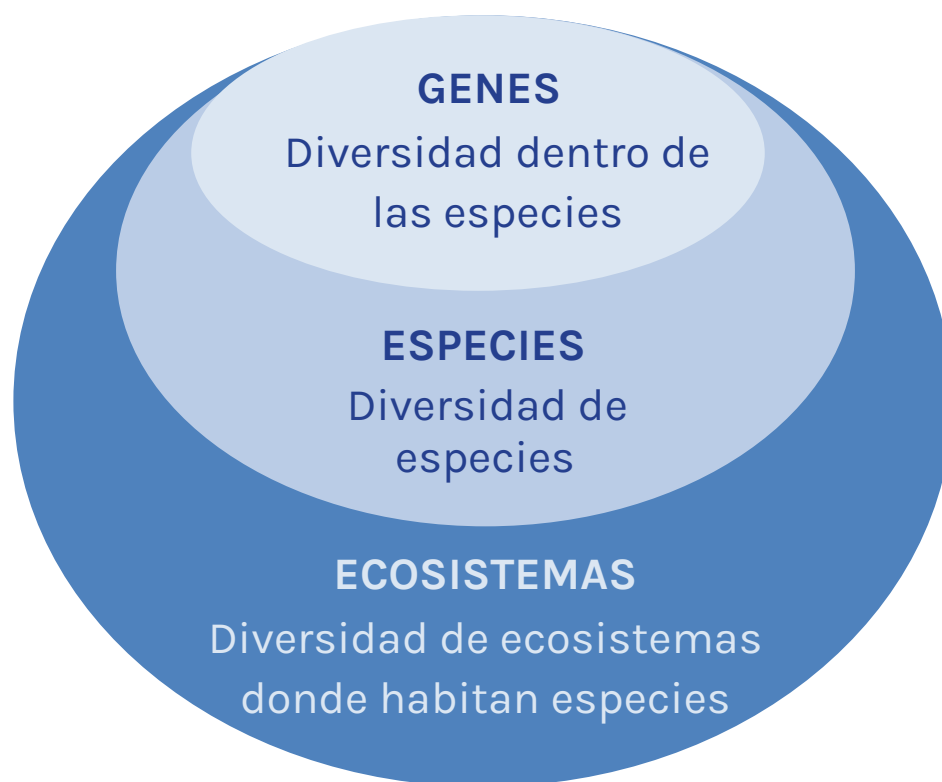 GENES
Diversidad dentro de
las especies
ESPECIES
Diversidad de
especies
ECOSISTEMAS
Diversidad de ecosistemas
donde habitan especies